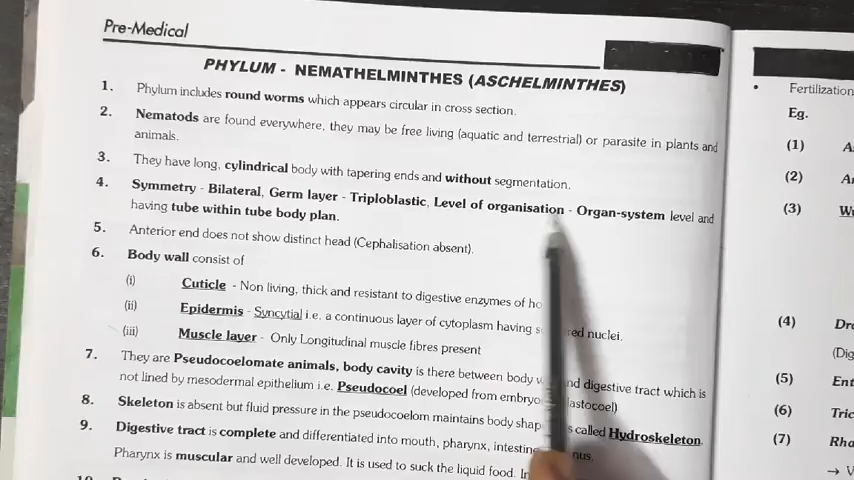 Pre-Medical
PHYLUM - NEMATHELMINTHES (ASCHELMINTHES)
1. Phylum includes round worms which appears circular in cross section.
2. Nematods are found everywhere, they may be free living (aquatic and terrestrial) or parasite in plants and
animals.
3. They have long, cylindrical body with tapering ends and without segmentation.
4. Symmetry - Bilateral, Germ layer - Triploblastic, Level of organisation - Organ-system level and
having tube within tube body plan.
5. Anterior end does not show distinct head (Cephalisation absent).
6. Body wall consist of
(i) Cuticle - Non living, thick and resistant to digestive enzymes of
(ii) Epidermis - Syncytial i.e. a continuous layer of cytoplasm having nuclei.
(iii) Muscle layer - Only Longitudinal muscle fibres present
7. They are Pseudocoelomate animals, body cavity is there between body and digestive tract which is
not lined by mesodermal epithelium i.e. Pseudocoel (developed from
8. Skeleton is absent but fluid pressure in the pseudocoelom maintains body called Hydroskeleton.
9. Digestive tract is complete and differentiated into mouth, pharynx,
Pharynx is muscular and well developed. It is used to suck the liquid food.
• Fertilization
Eg.
(1)
(2)
(3)
(4)
(5)
(6)
(7)
→